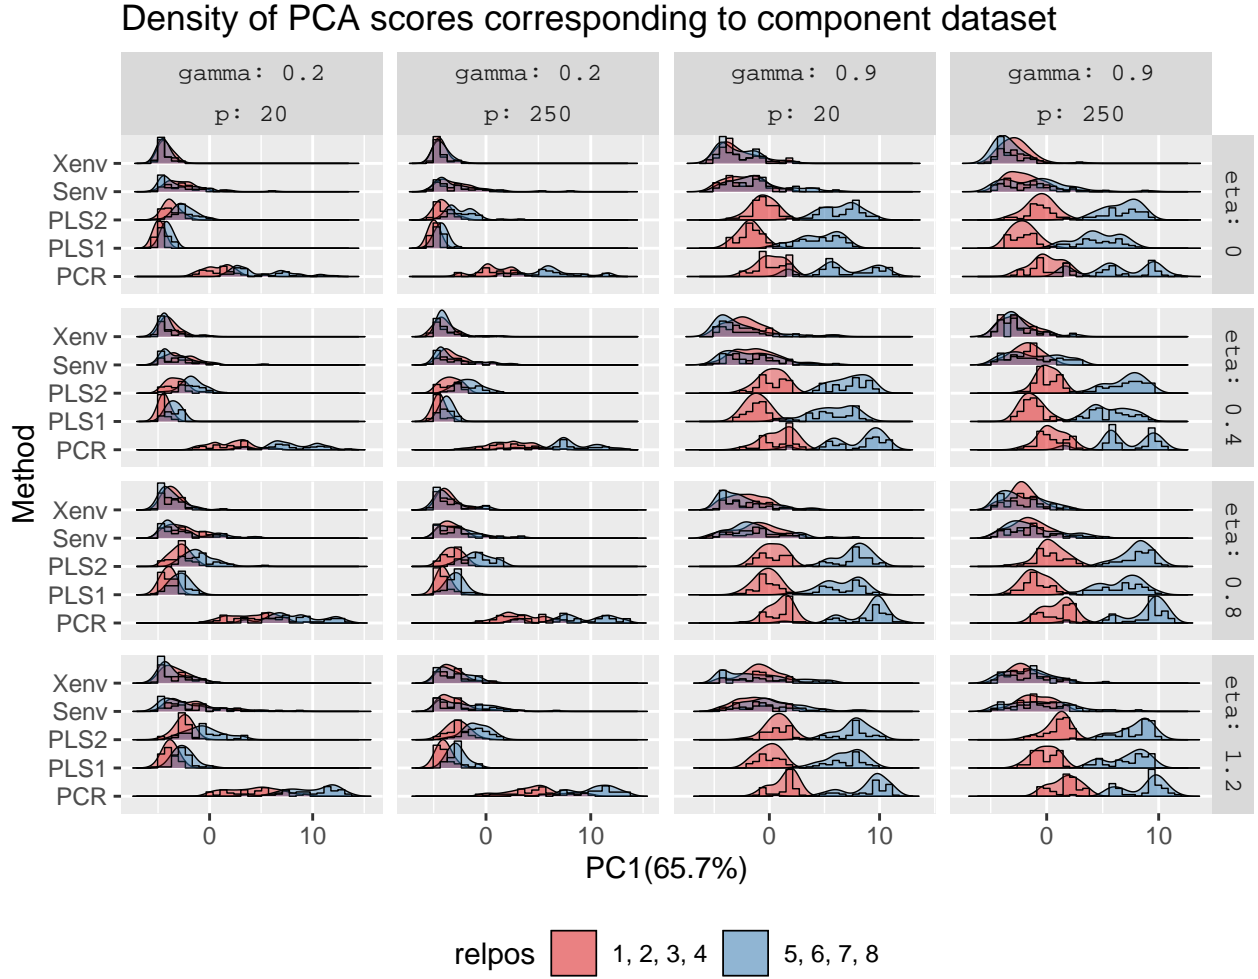 Density of PCA scores corresponding to component dataset
gamma: 0.2 gamma: 0.2 gamma: 0.9 gamma: 0.9
p: 20 p: 250 p: 20 p: 250
Method
Xenv
Senv
PLS2
PLS1
PCR
eta: 0
Xenv
Senv
PLS2
PLS1
PCR
eta: 0.4
Xenv
Senv
PLS2
PLS1
PCR
eta: 0.8
Xenv
Senv
PLS2
PLS1
PCR
eta: 1.2
0 10 0 10 0 10 0 10
PC1(65.7%)
relpos 1, 2, 3, 4 5, 6, 7, 8